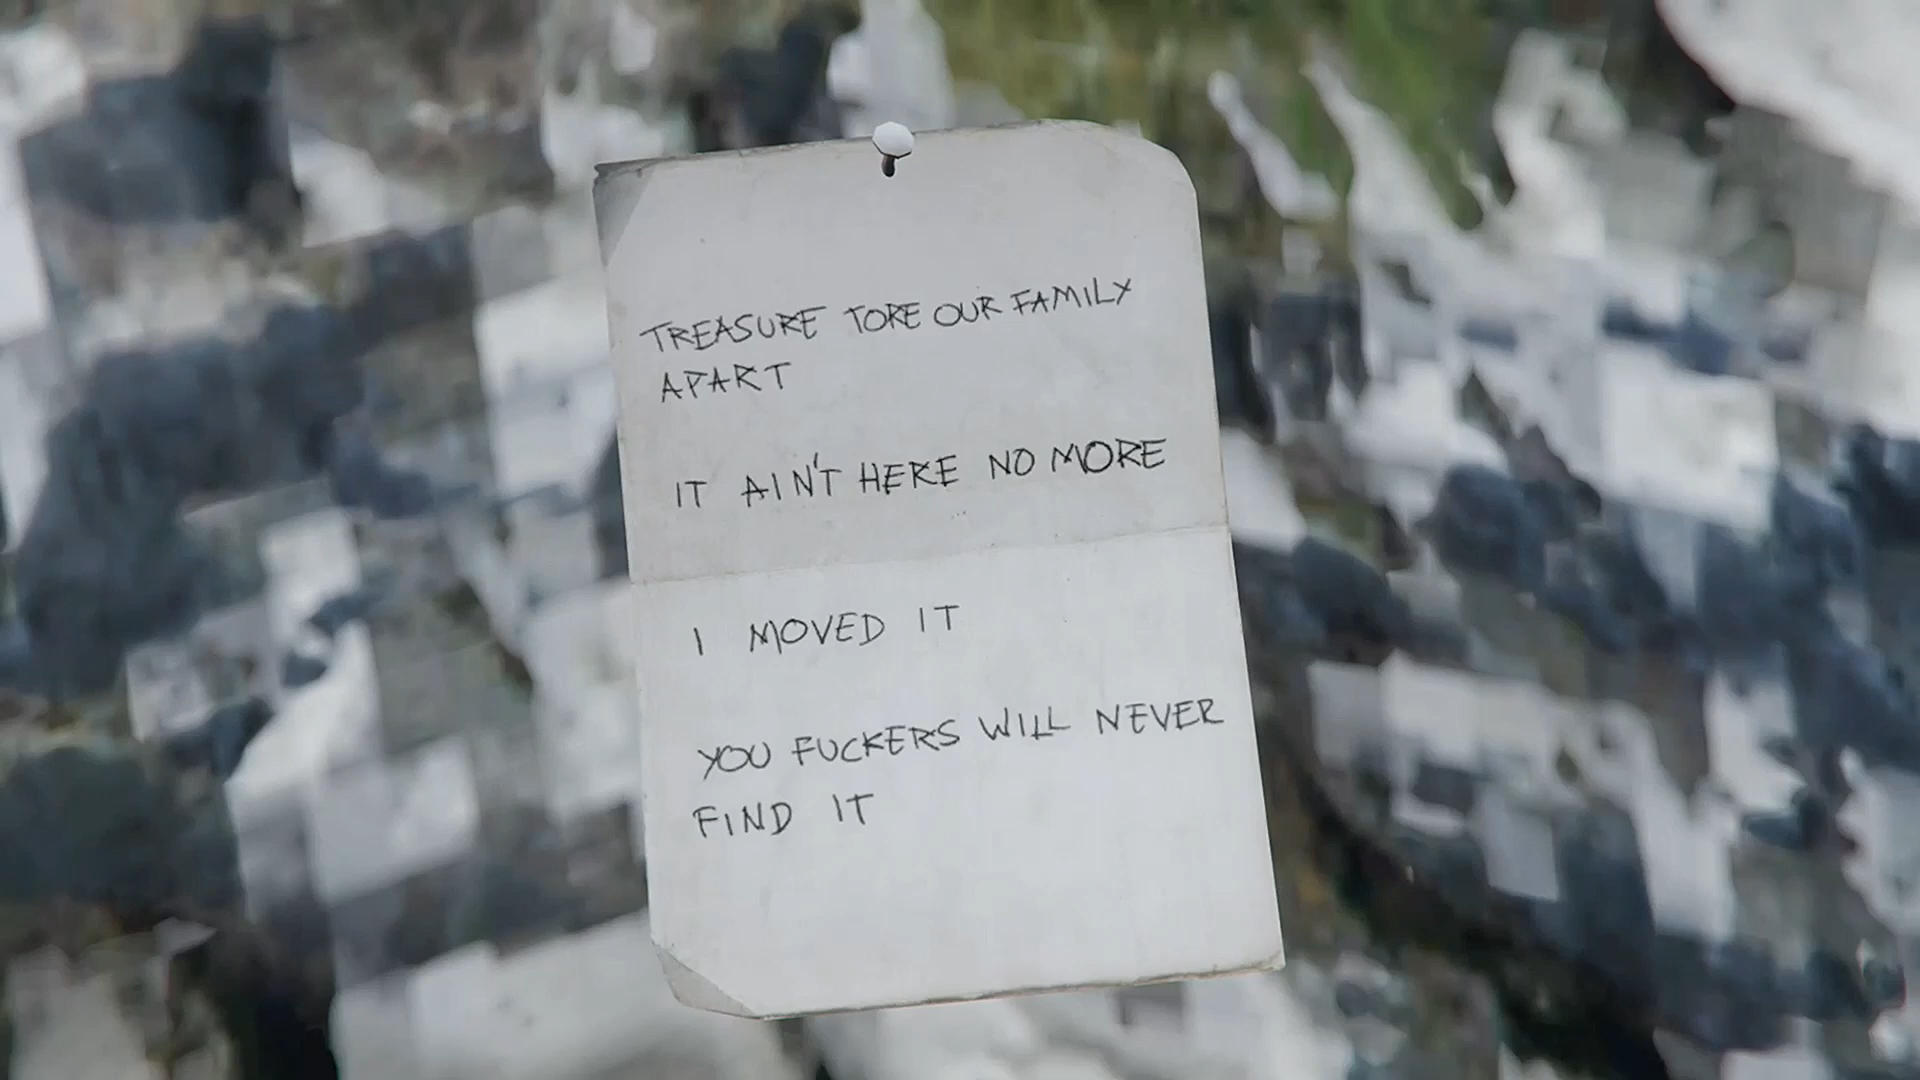 TREASURE TORE OUR FAMILY
APART
IT AIN'T HERE NO MORE
I MOVED IT
YOU FUCKERS WILL NEVER
FIND IT